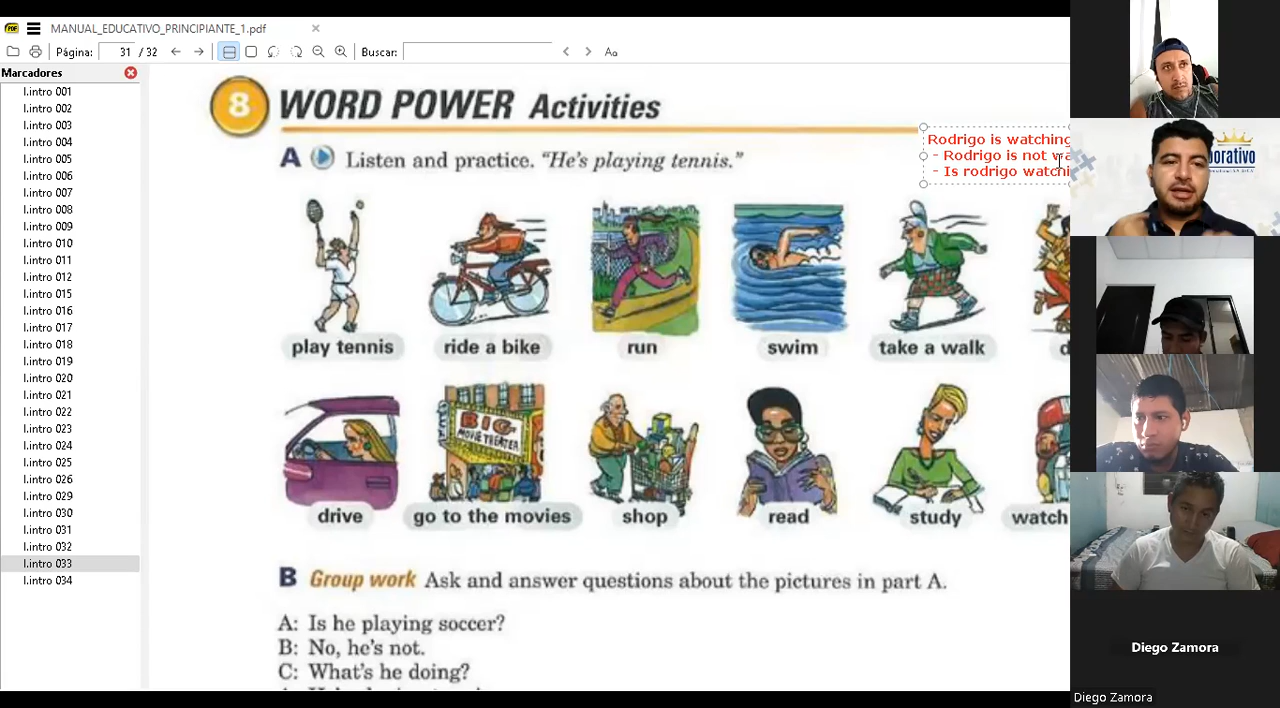 MANUAL_EDUCATIVO_PRINCIPIANTE_1.pdf
Página: 31 / 32 Buscar: Aa
Marcadores
I.intro 001
I.intro 002
I.intro 003
I.intro 004
I.intro 005
I.intro 006
I.intro 007
I.intro 008
I.intro 009
I.intro 010
I.intro 011
I.intro 012
I.intro 015
I.intro 016
I.intro 017
I.intro 018
I.intro 019
I.intro 020
I.intro 021
I.intro 022
I.intro 023
I.intro 024
I.intro 025
I.intro 026
I.intro 029
I.intro 030
I.intro 031
I.intro 032
I.intro 033
I.intro 034
8 WORD POWER Activities
A Listen and practice. “He’s playing tennis.”
Rodrigo is watching
- Rodrigo is not
- Is rodrigo
play tennis
ride a bike
run
swim
take a walk
BIG
MOVIE THEATER
drive
go to the movies
shop
read
study
watch
B Group work Ask and answer questions about the pictures in part A.
A: Is he playing soccer?
B: No, he’s not.
C: What’s he doing?
Diego Zamora
Diego Zamora